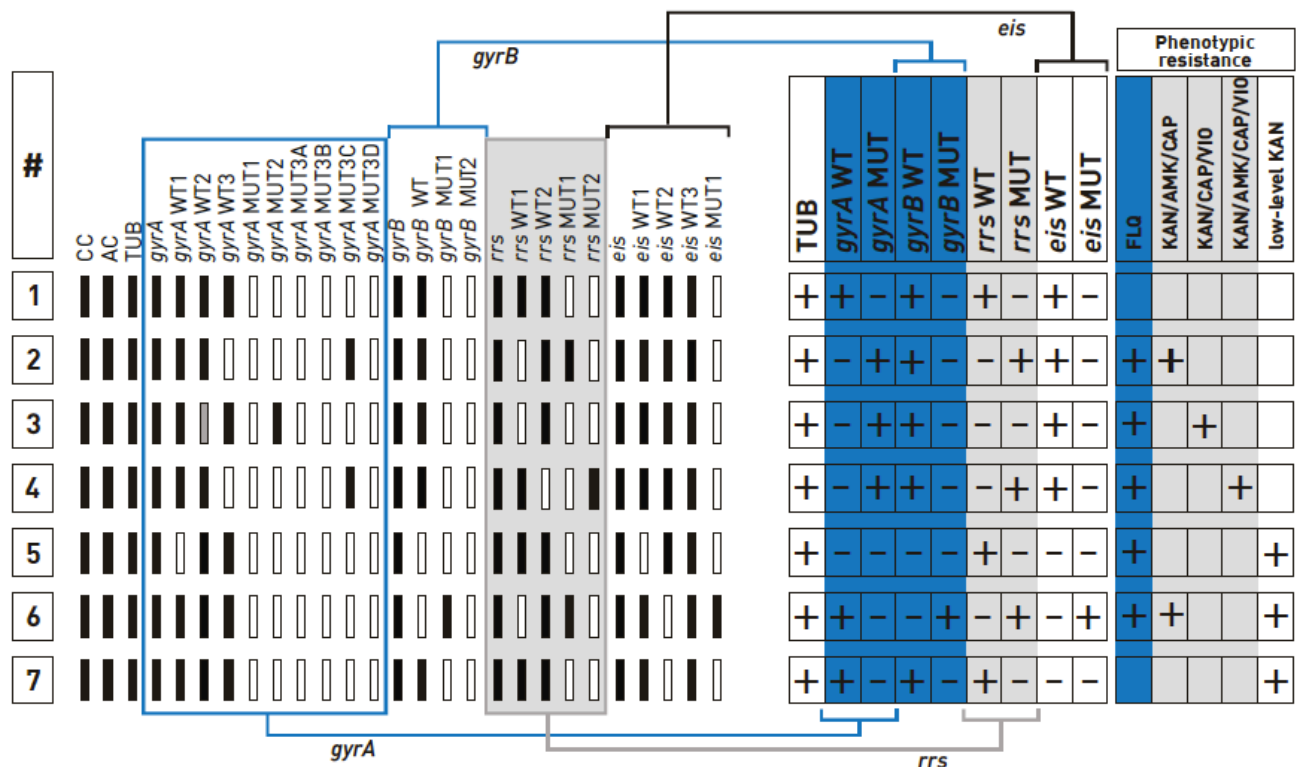 eis
gyrB
Phenotypic
resistance
#
CC
AC
TUB
gyrA
gyrA WT1
gyrA WT2
gyrA WT3
gyrA MUT1
gyrA MUT2
gyrA MUT3A
gyrA MUT3B
gyrA MUT3C
gyrA MUT3D
gyrB
gyrB WT
gyrB MUT1
gyrB MUT2
rrs
rrs WT1
rrs WT2
rrs MUT1
rrs MUT2
eis
eis WT1
eis WT2
eis WT3
eis MUT1
TUB
gyrA WT
gyrA MUT
gyrB WT
gyrB MUT
rrs WT
rrs MUT
eis WT
eis MUT
FLQ
KAN/AMK/CAP
KAN/CAP/VIO
KAN/AMK/CAP/VIO
low-level KAN
1 + + − + − + − + −
2 + − + + − − + + − + +
3 + − + + − − − + − + +
4 + − + + − − + + − + +
5 + − − − − + − − − + +
6 + + − − + − + − + + + +
7 + + − + − + − − − +
gyrA
rrs